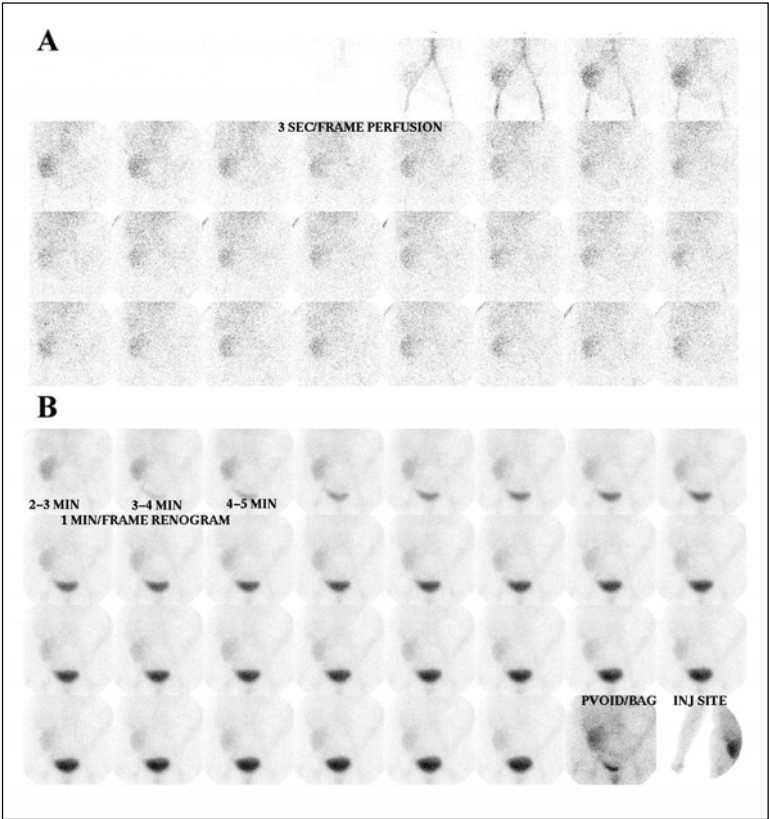 A
3 SEC/FRAME PERFUSION
B
2–3 MIN
3–4 MIN
4–5 MIN
1 MIN/FRAME RENOGRAM
PVOID/BAG
INJ SITE